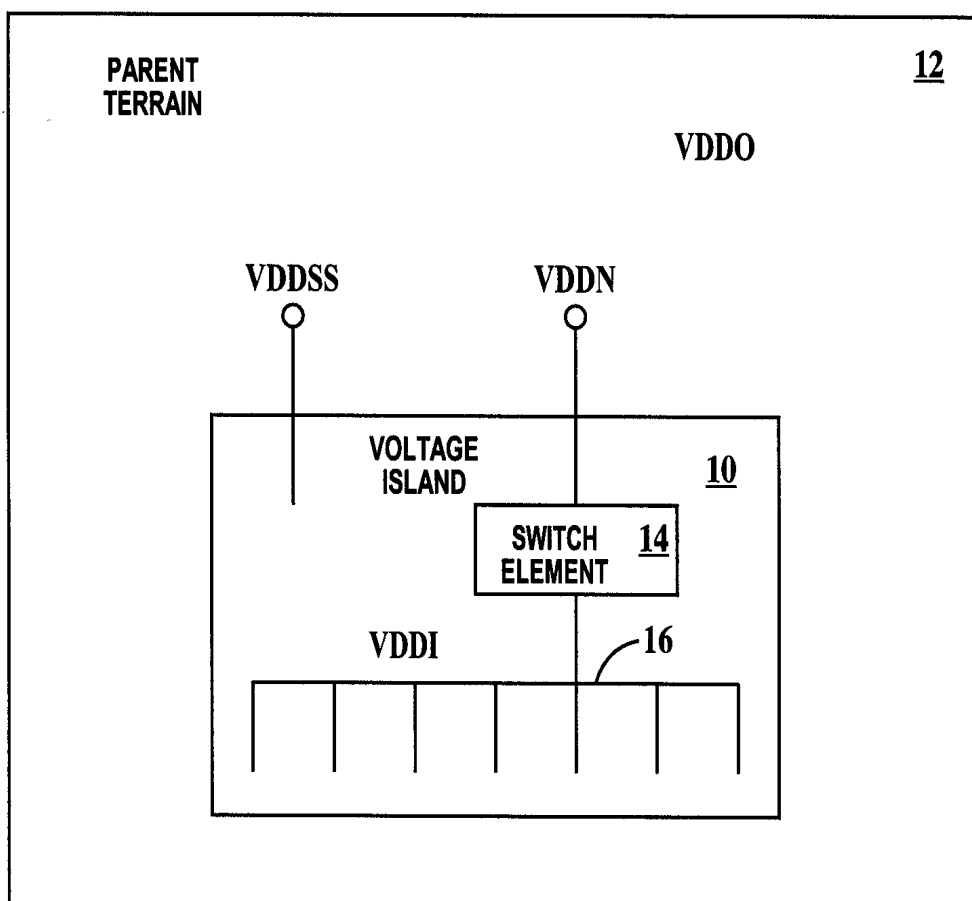 PARENT
TERRAIN
12
VDDO
VDDSS
VDDN
VOLTAGE
ISLAND
10
SWITCH
ELEMENT
14
VDDI
16